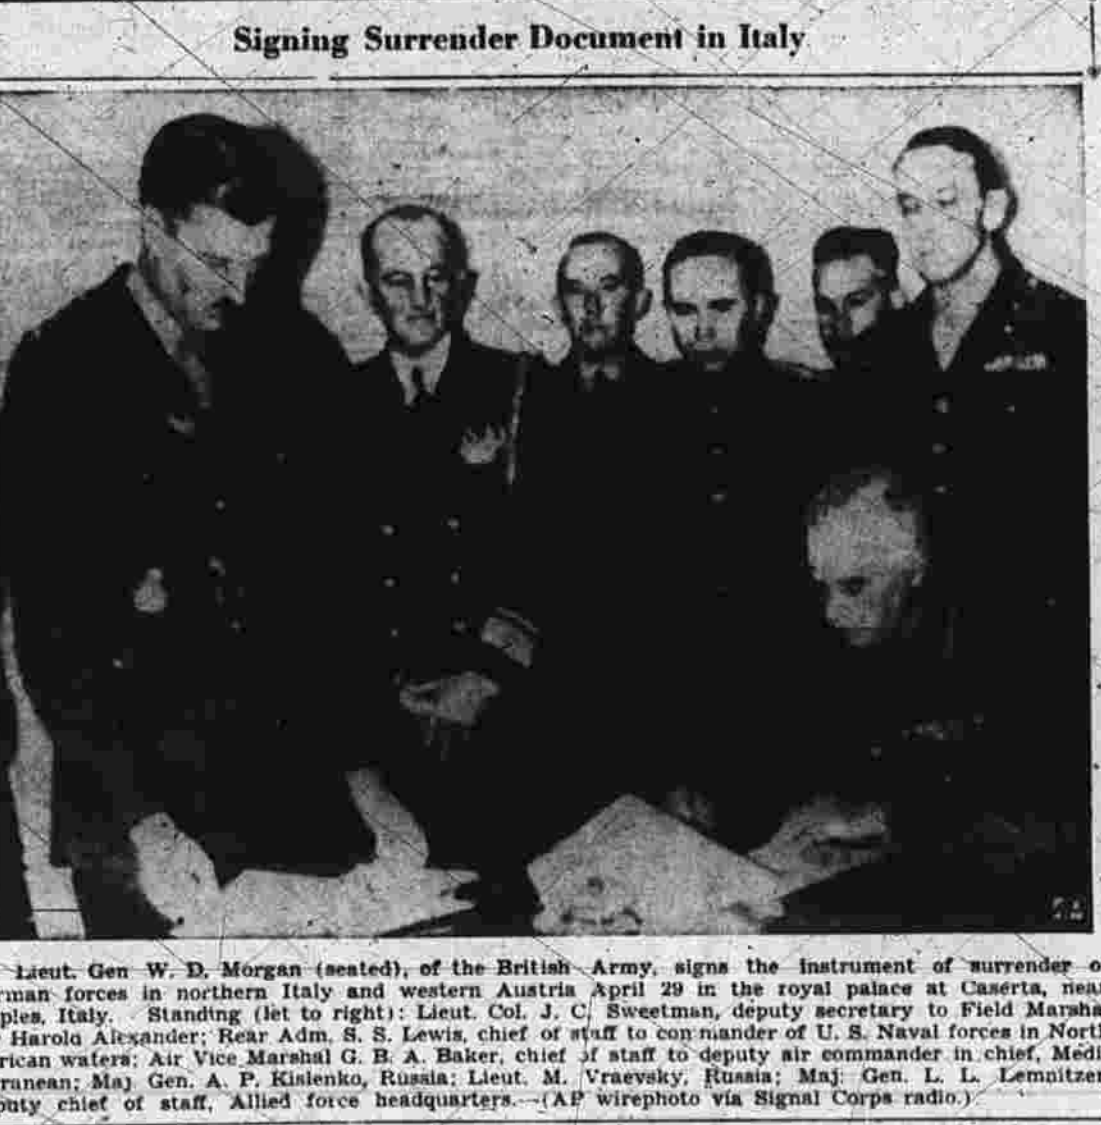 Signing Surrender Document in Italy
Lieut. Gen W. D. Morgan (seated), of the British Army, signs the instrument of surrender o
rman forces in northern Italy and western Austria April 29 in the royal palace at Caserta, nea
ples, Italy. Standing (let to right): Lieut. Col. J. C. Sweetman, deputy secretary to Field Marsha
Harold Alexander; Rear Adm. S. S. Lewis, chief of staff to commander of U. S. Naval forces in Nort
rican waters; Air Vice Marshal G. B. A. Baker, chief of staff to deputy air commander in chief, Medi
ranean; Maj. Gen. A. P. Kislenko, Russia; Lieut. M. Vraevsky, Russia; Maj. Gen. L. L. Lemnitzer
puty chief of staff, Allied force headquarters.—(AP wirephoto via Signal Corps radio.)